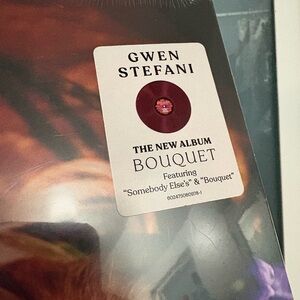 GWEN
STEFANI
THE NEW ALBUM
BOUQUET
Featuring
"Somebody Else's" & "Bouquet"